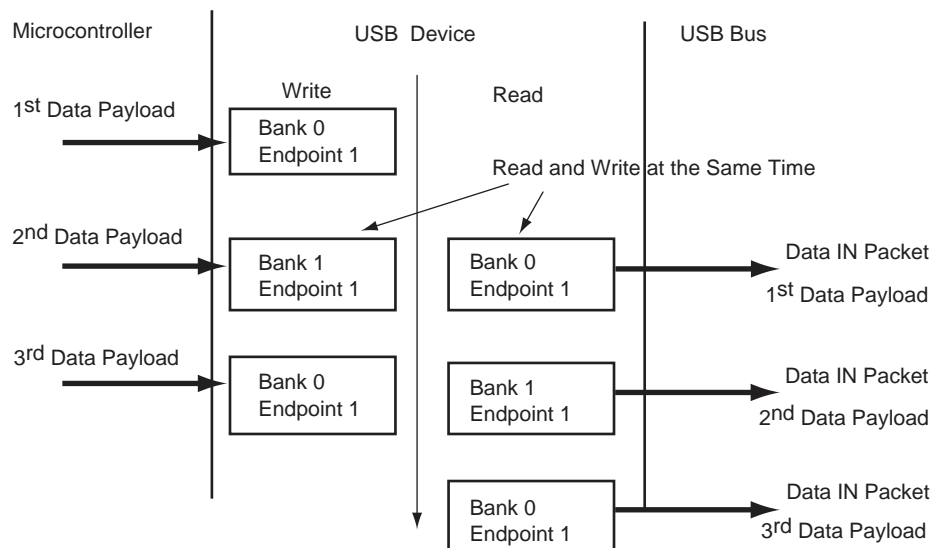 Microcontroller
USB Device
USB Bus
Write
Read
1st Data Payload
Bank 0
Endpoint 1
Read and Write at the Same Time
2nd Data Payload
Bank 1
Endpoint 1
Bank 0
Endpoint 1
Data IN Packet
1st Data Payload
3rd Data Payload
Bank 0
Endpoint 1
Bank 1
Endpoint 1
Data IN Packet
2nd Data Payload
Bank 0
Endpoint 1
Data IN Packet
3rd Data Payload